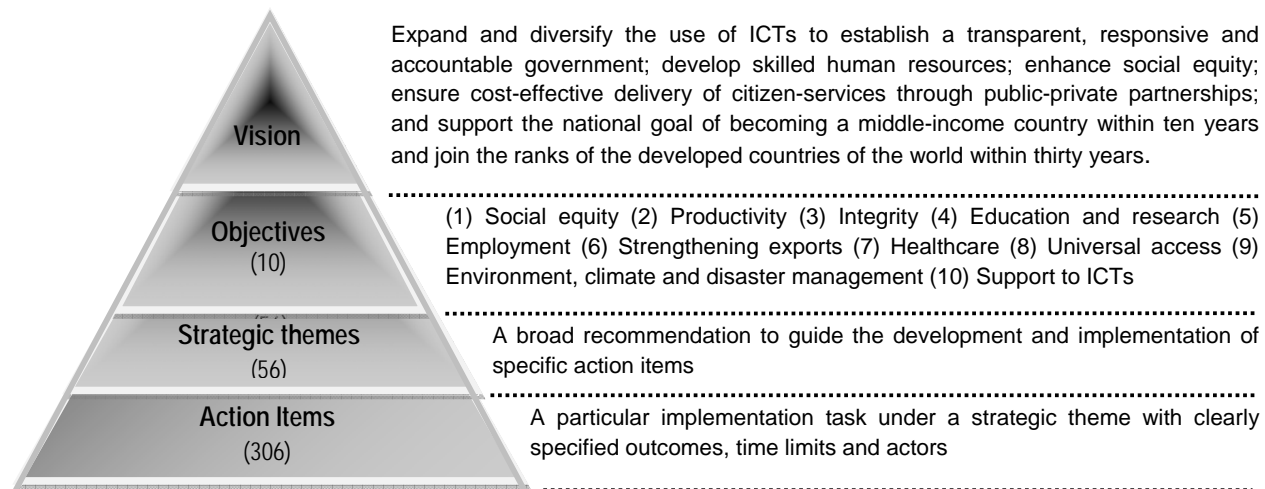 Expand and diversify the use of ICTs to establish a transparent, responsive and
accountable government; develop skilled human resources; enhance social equity;
ensure cost-effective delivery of citizen-services through public-private partnerships;
and support the national goal of becoming a middle-income country within ten years
and join the ranks of the developed countries of the world within thirty years.
Vision
(1) Social equity (2) Productivity (3) Integrity (4) Education and research (5)
Employment (6) Strengthening exports (7) Healthcare (8) Universal access (9)
Environment, climate and disaster management (10) Support to ICTs
Objectives
(10)
Strategic themes
(56)
A broad recommendation to guide the development and implementation of
specific action items
Action Items
(306)
A particular implementation task under a strategic theme with clearly
specified outcomes, time limits and actors